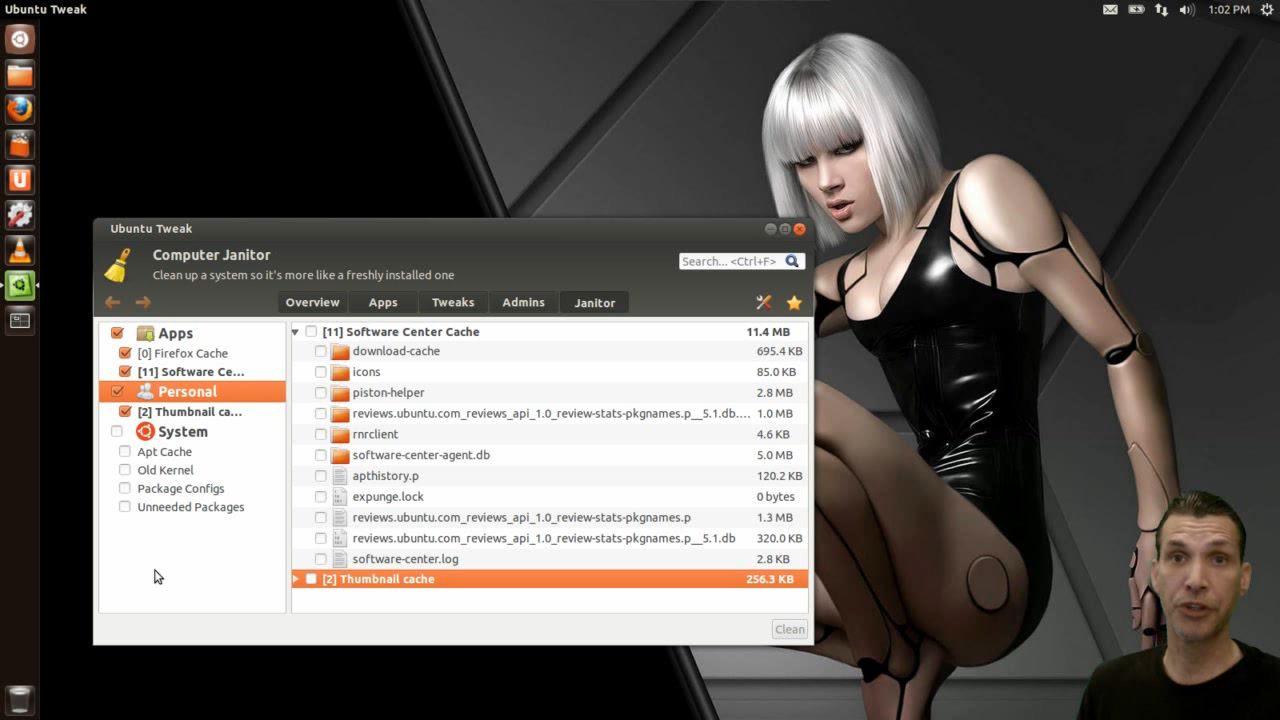 Ubuntu Tweak
1:02 PM
Ubuntu Tweak
Computer Janitor
Clean up a system so it's more like a freshly installed one
Search... <Ctrl+F>
Overview Apps Tweaks Admins Janitor
Apps
[0] Firefox Cache
[11] Software Ce...
Personal
[2] Thumbnail ca...
System
Apt Cache
Old Kernel
Package Configs
Unneeded Packages
[11] Software Center Cache 11.4 MB
download-cache 695.4 KB
icons 85.0 KB
piston-helper 2.8 MB
reviews.ubuntu.com_reviews_api_1.0_review-stats-pkgnames.p__5.1.db.... 1.0 MB
rnrclient 4.6 KB
software-center-agent.db 5.0 MB
apthistory.p 120.2 KB
expunge.lock 0 bytes
reviews.ubuntu.com_reviews_api_1.0_review-stats-pkgnames.p 1.3 MB
reviews.ubuntu.com_reviews_api_1.0_review-stats-pkgnames.p__5.1.db 320.0 KB
software-center.log 2.8 KB
[2] Thumbnail cache 256.3 KB
Clean